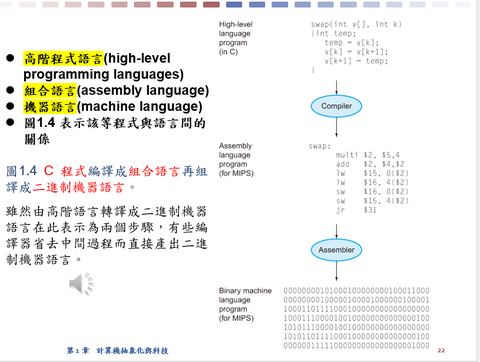 高階程式語言(high-level
programming languages)
組合語言(assembly language)
機器語言(machine language)
圖1.4 表示該等程式與語言間的
關係
圖1.4 C 程式編譯成組合語言再組
譯成二進制機器語言。
雖然由高階語言轉譯成二進制機器
語言在此表示為兩個步驟，有些編
譯器省去中間過程而直接產出二進
制機器語言。
High-level
language
program
(in C)
swap(int v[], int k)
{int temp;
temp = v[k];
v[k] = v[k+1];
v[k+1] = temp;
}
Compiler
Assembly
language
program
(for MIPS)
swap:
multi $2, $5,4
add $2, $4,$2
lw $15, 0($2)
lw $16, 4($2)
sw $16, 0($2)
sw $15, 4($2)
jr $31
Assembler
Binary machine
language
program
(for MIPS)
00000000101000100000000100011000
00000000100000100001000000100001
10001101111000100000000000000000
10001110000100100000000000000100
10101110000100100000000000000000
10101101111000100000000000000100
00000011111000000000000000001000
第 1 章 計算機抽象化與科技
22